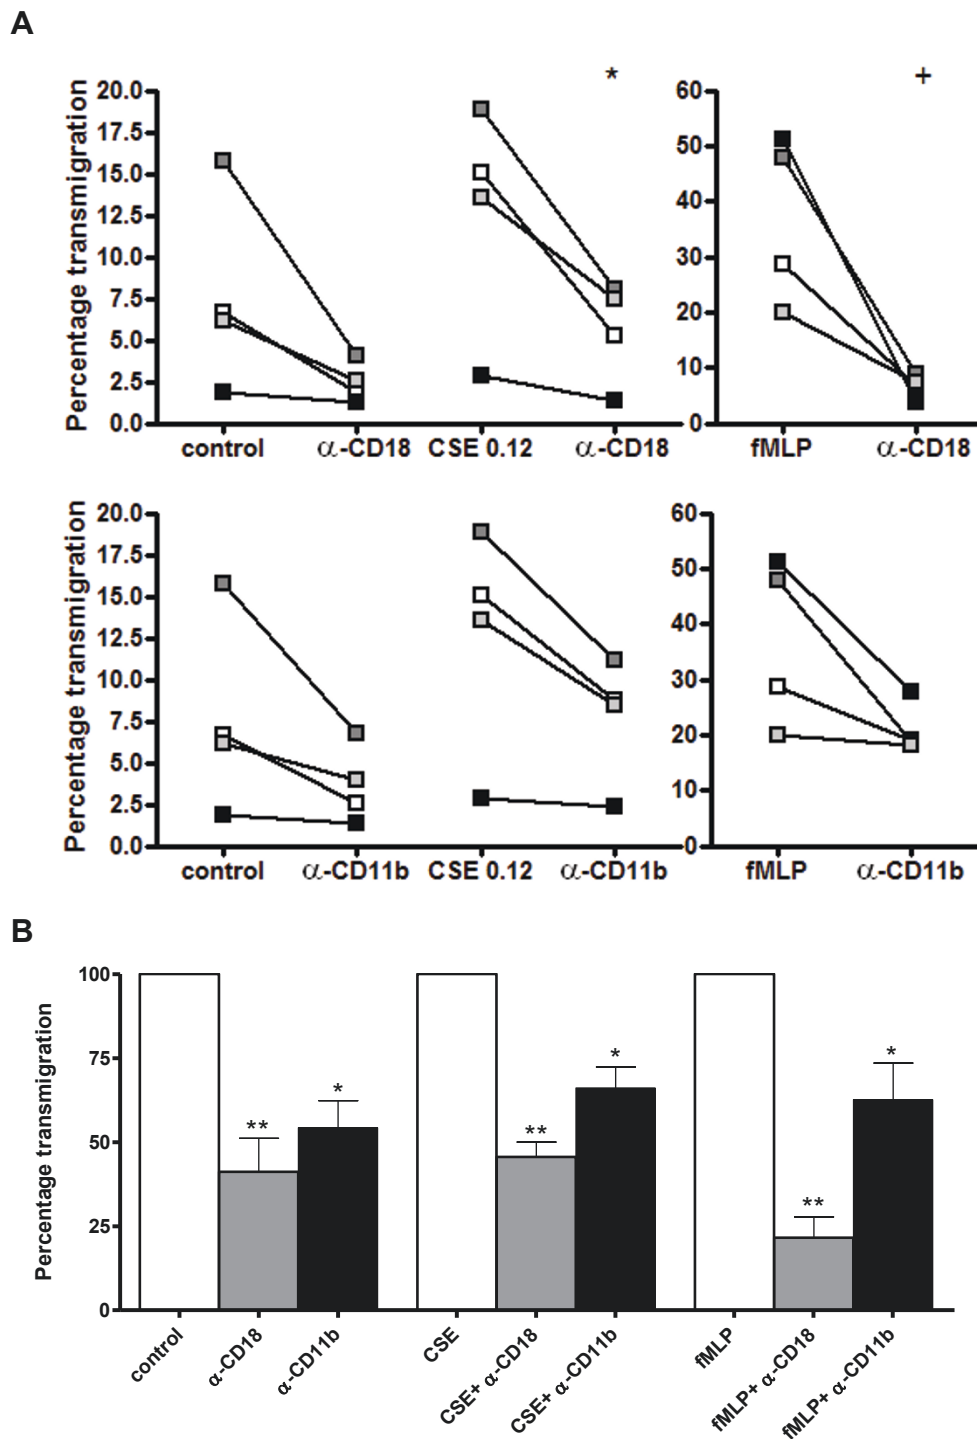 A
* +
Percentage transmigration
20.0
17.5
15.0
12.5
10.0
7.5
5.0
2.5
0.0
control α-CD18 CSE 0.12 α-CD18
60
50
40
30
20
10
0
fMLP α-CD18
Percentage transmigration
20.0
17.5
15.0
12.5
10.0
7.5
5.0
2.5
0.0
control α-CD11b CSE 0.12 α-CD11b
60
50
40
30
20
10
0
fMLP α-CD11b
B
Percentage transmigration
100
75
50
25
0
** * ** * ** *
control
α-CD18
α-CD11b
CSE
CSE+ α-CD18
CSE+ α-CD11b
fMLP
fMLP+ α-CD18
fMLP+ α-CD11b